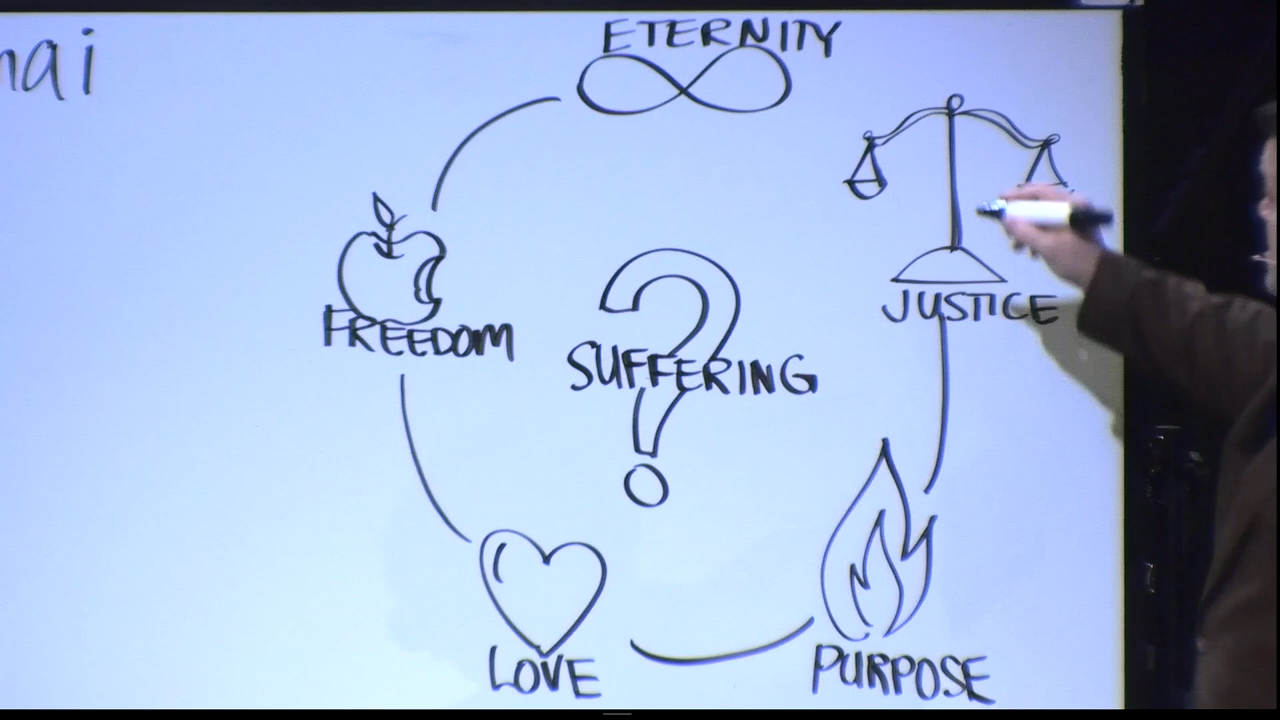 ETERNITY
JUSTICE
FREEDOM
SUFFERING
?
LOVE
PURPOSE